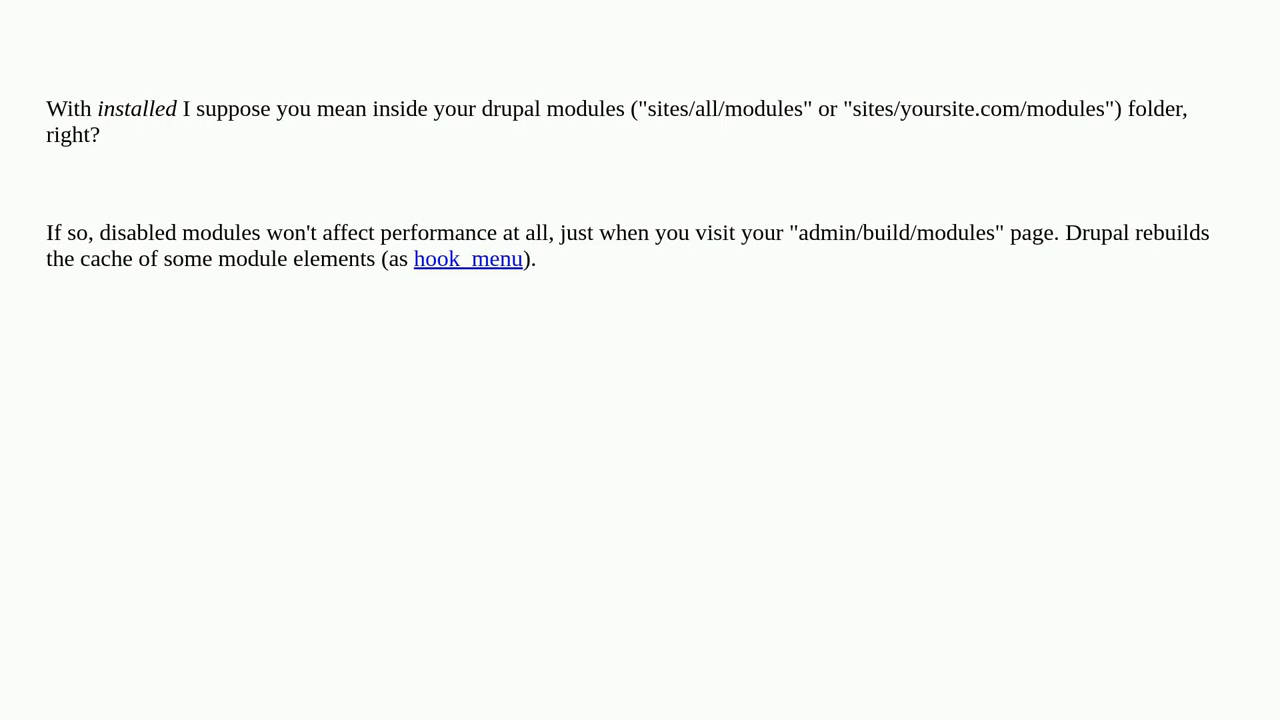 With installed I suppose you mean inside your drupal modules ("sites/all/modules" or "sites/yoursite.com/modules") folder,
right?
If so, disabled modules won't affect performance at all, just when you visit your "admin/build/modules" page. Drupal rebuilds
the cache of some module elements (as hook_menu).